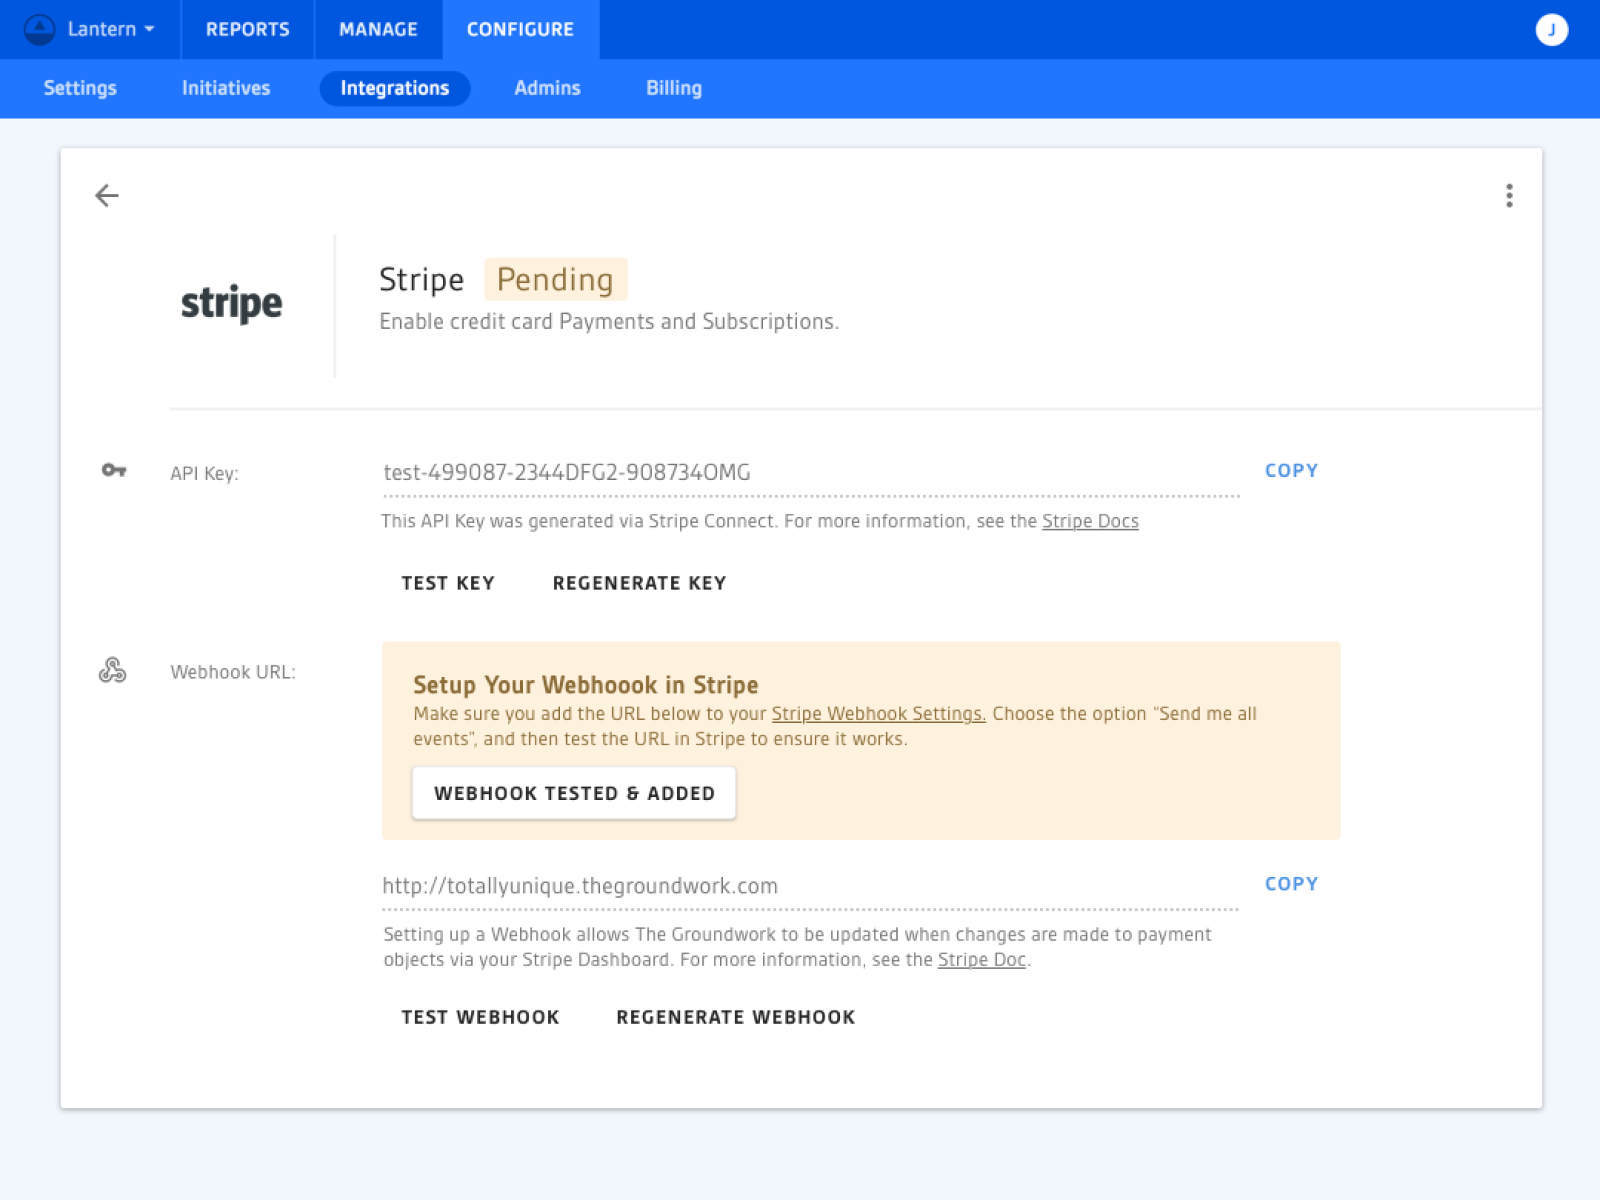 Lantern
REPORTS
MANAGE
CONFIGURE
J
Settings
Initiatives
Integrations
Admins
Billing
stripe
Stripe Pending
Enable credit card Payments and Subscriptions.
API Key:
test-499087-2344DFG2-908734OMG
COPY
This API Key was generated via Stripe Connect. For more information, see the Stripe Docs
TEST KEY
REGENERATE KEY
Webhook URL:
Setup Your Webhoook in Stripe
Make sure you add the URL below to your Stripe Webhook Settings. Choose the option “Send me all
events”, and then test the URL in Stripe to ensure it works.
WEBHOOK TESTED & ADDED
http://totallyunique.thegroundwork.com
COPY
Setting up a Webhook allows The Groundwork to be updated when changes are made to payment
objects via your Stripe Dashboard. For more information, see the Stripe Doc.
TEST WEBHOOK
REGENERATE WEBHOOK